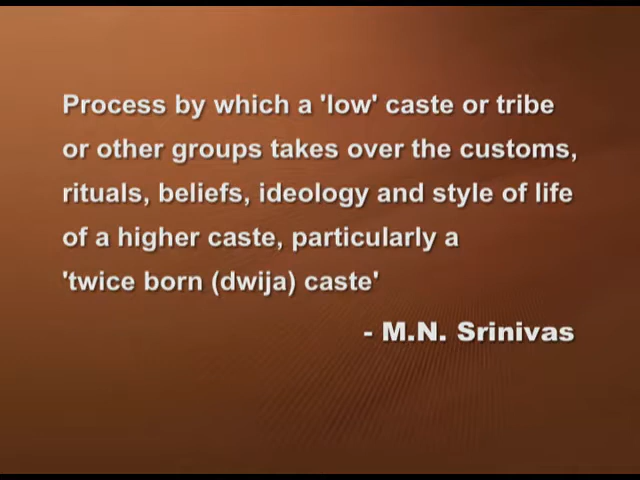 Process by which a 'low' caste or tribe
or other groups takes over the customs,
rituals, beliefs, ideology and style of life
of a higher caste, particularly a
'twice born (dwija) caste'
- M.N. Srinivas